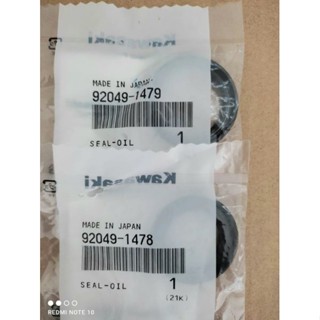 Kawasaki
MADE IN JAPAN
92049-1479
1
SEAL-OIL
Kawasaki
MADE IN JAPAN
92049-1478
SEAL-OIL
1
(21K)
REDMI NOTE 10